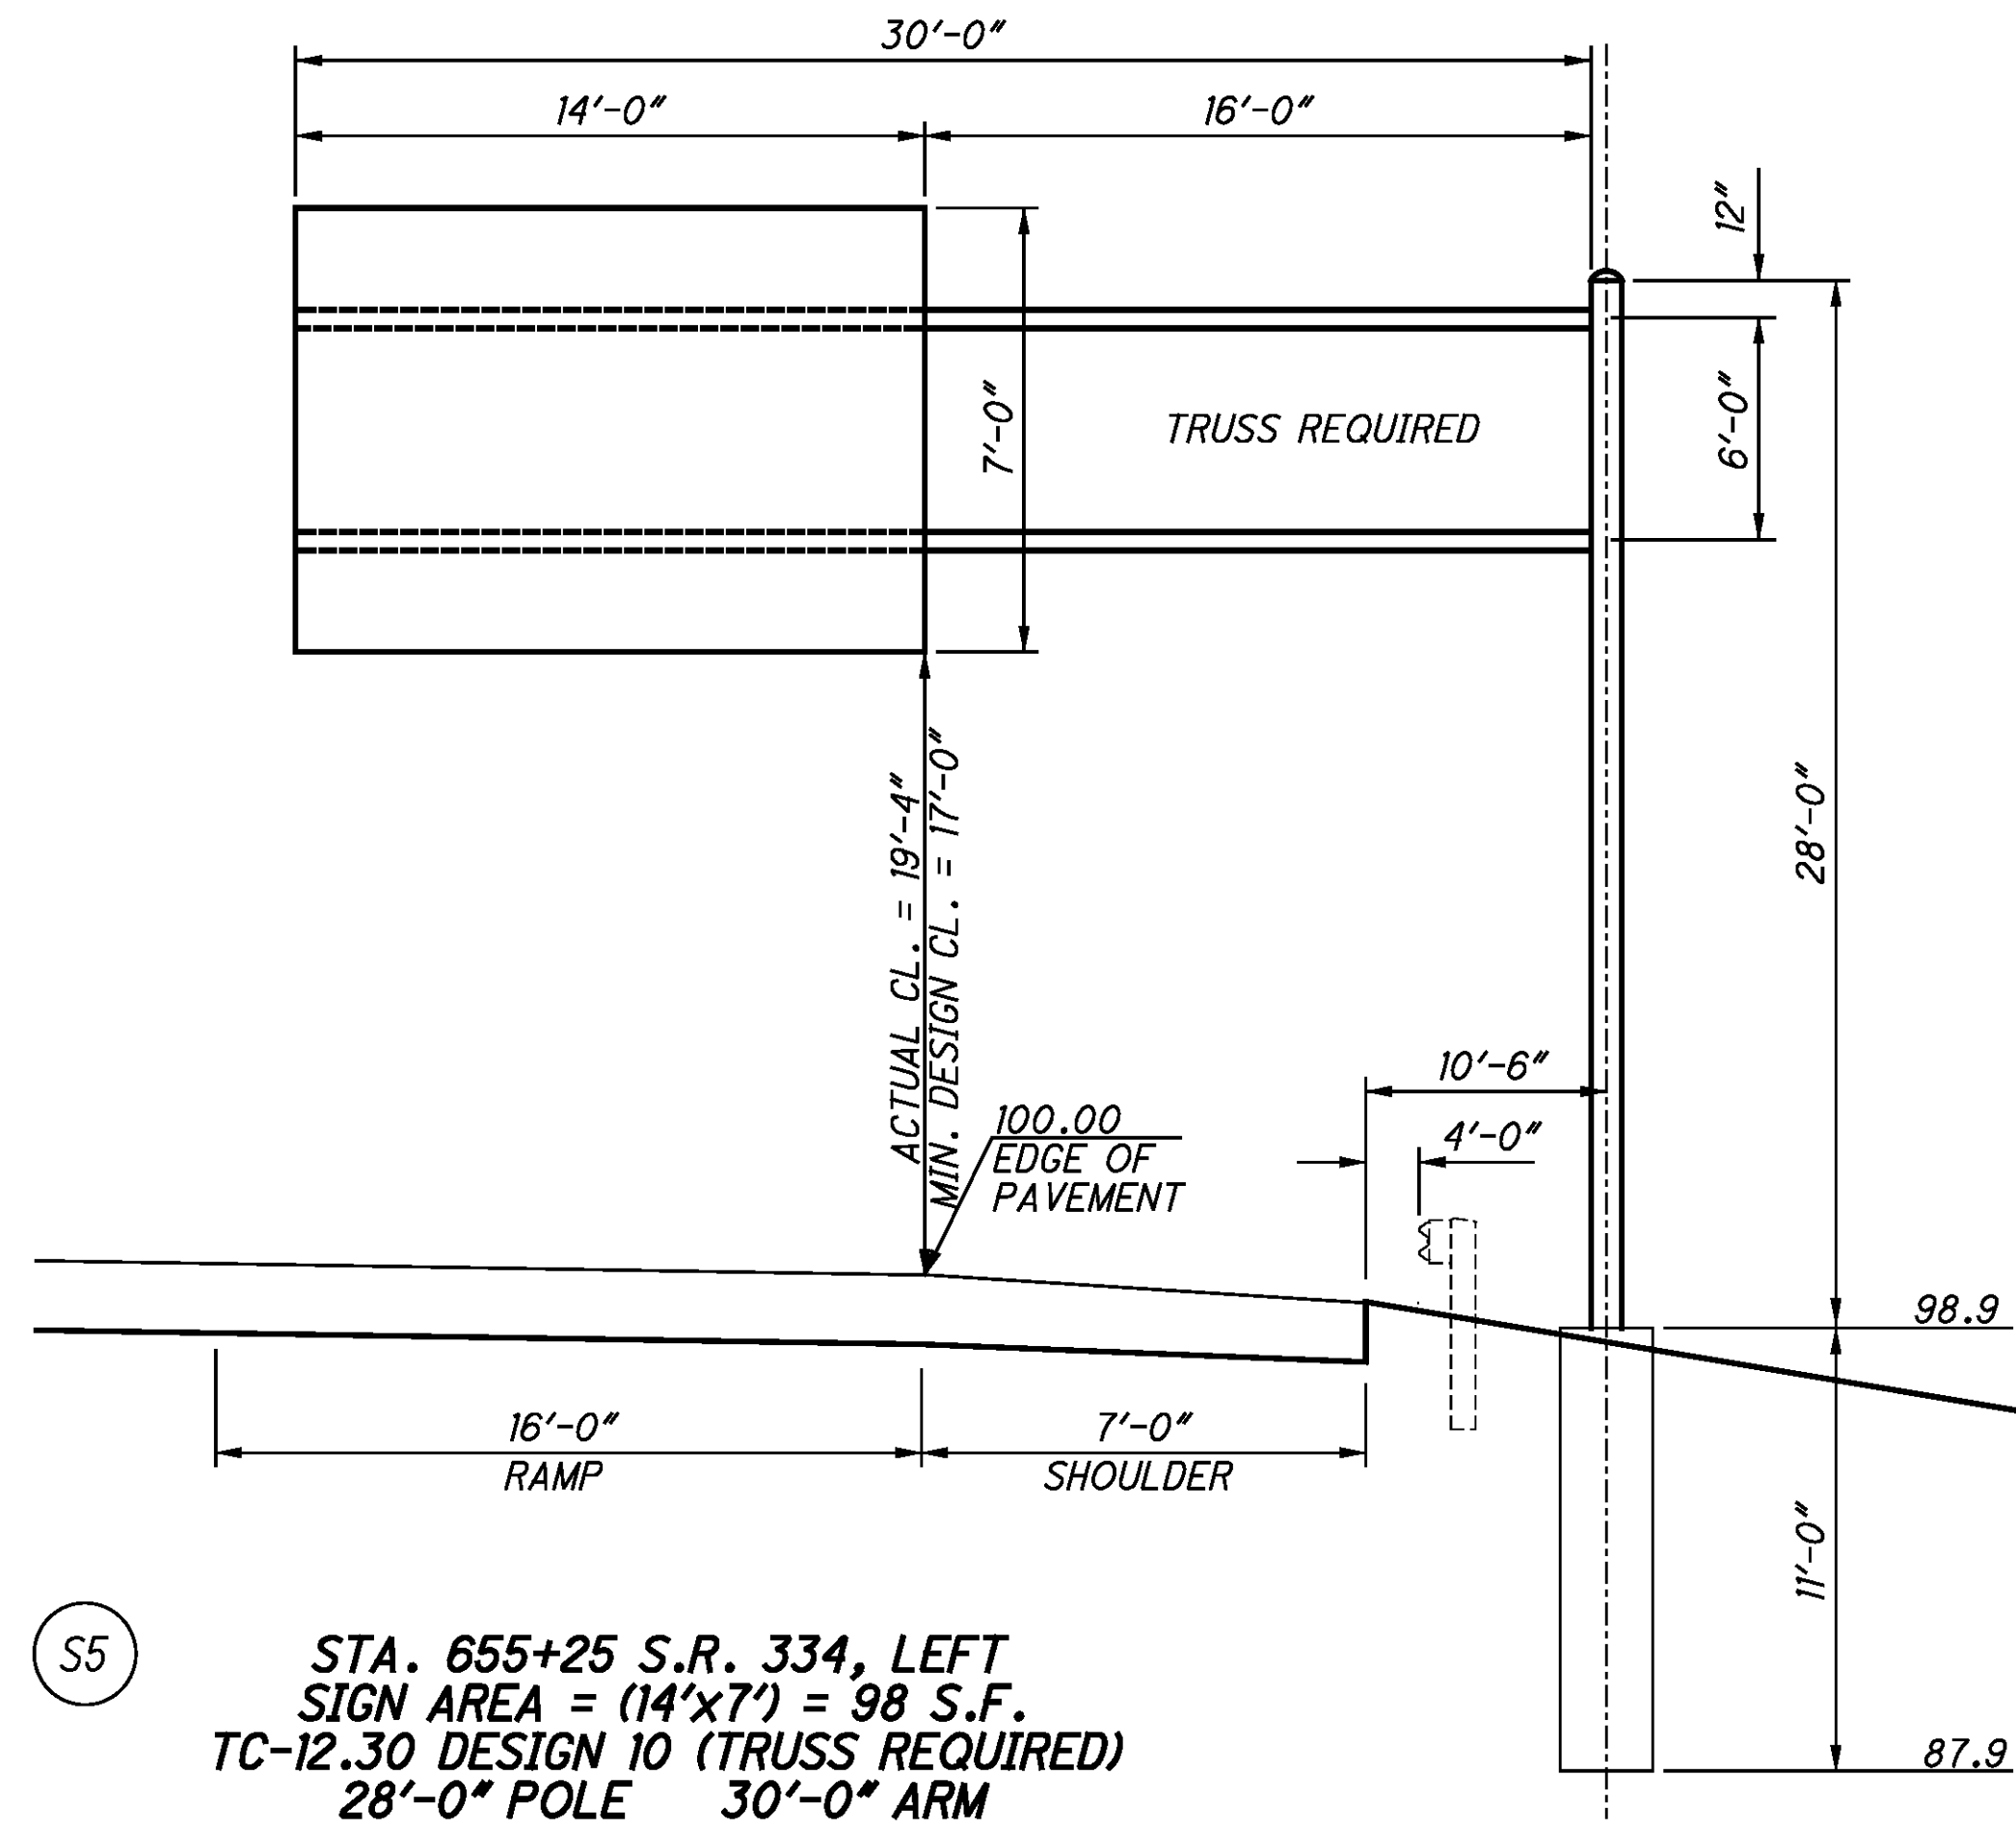 30'-0"
14'-0"
16'-0"
12"
7'-0"
TRUSS REQUIRED
6'-0"
28'-0"
ACTUAL CL. = 19'-4"
MIN. DESIGN CL. = 17'-0"
10'-6"
100.00
EDGE OF
PAVEMENT
4'-0"
98.9
16'-0"
RAMP
7'-0"
SHOULDER
11'-0"
87.9
S5
STA. 655+25 S.R. 334, LEFT
SIGN AREA = (14'x7') = 98 S.F.
TC-12.30 DESIGN 10 (TRUSS REQUIRED)
28'-0" POLE 30'-0" ARM